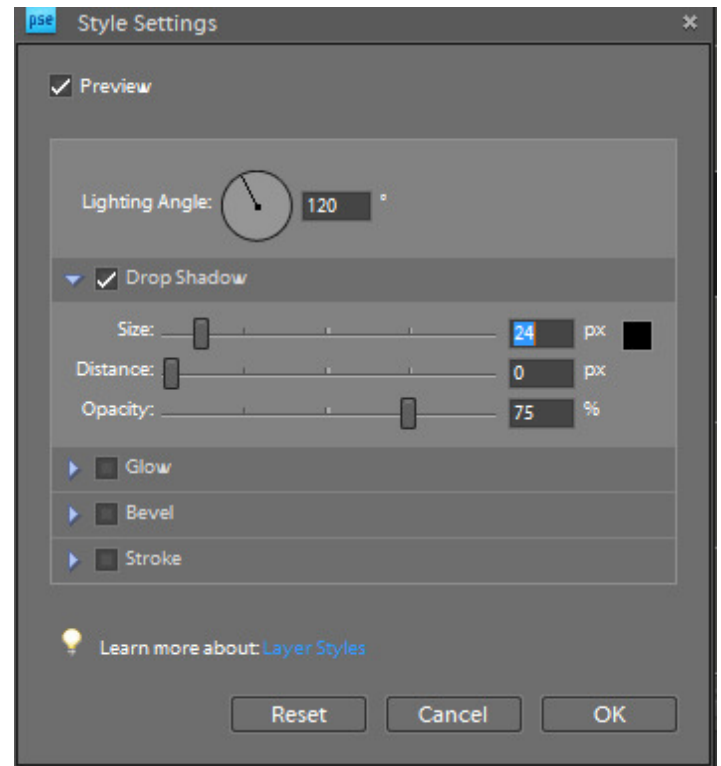 pse Style Settings
Preview
Lighting Angle: 120 °
Drop Shadow
Size: 24 px
Distance: 0 px
Opacity: 75 %
Glow
Bevel
Stroke
Learn more about: Layer Styles
Reset Cancel OK